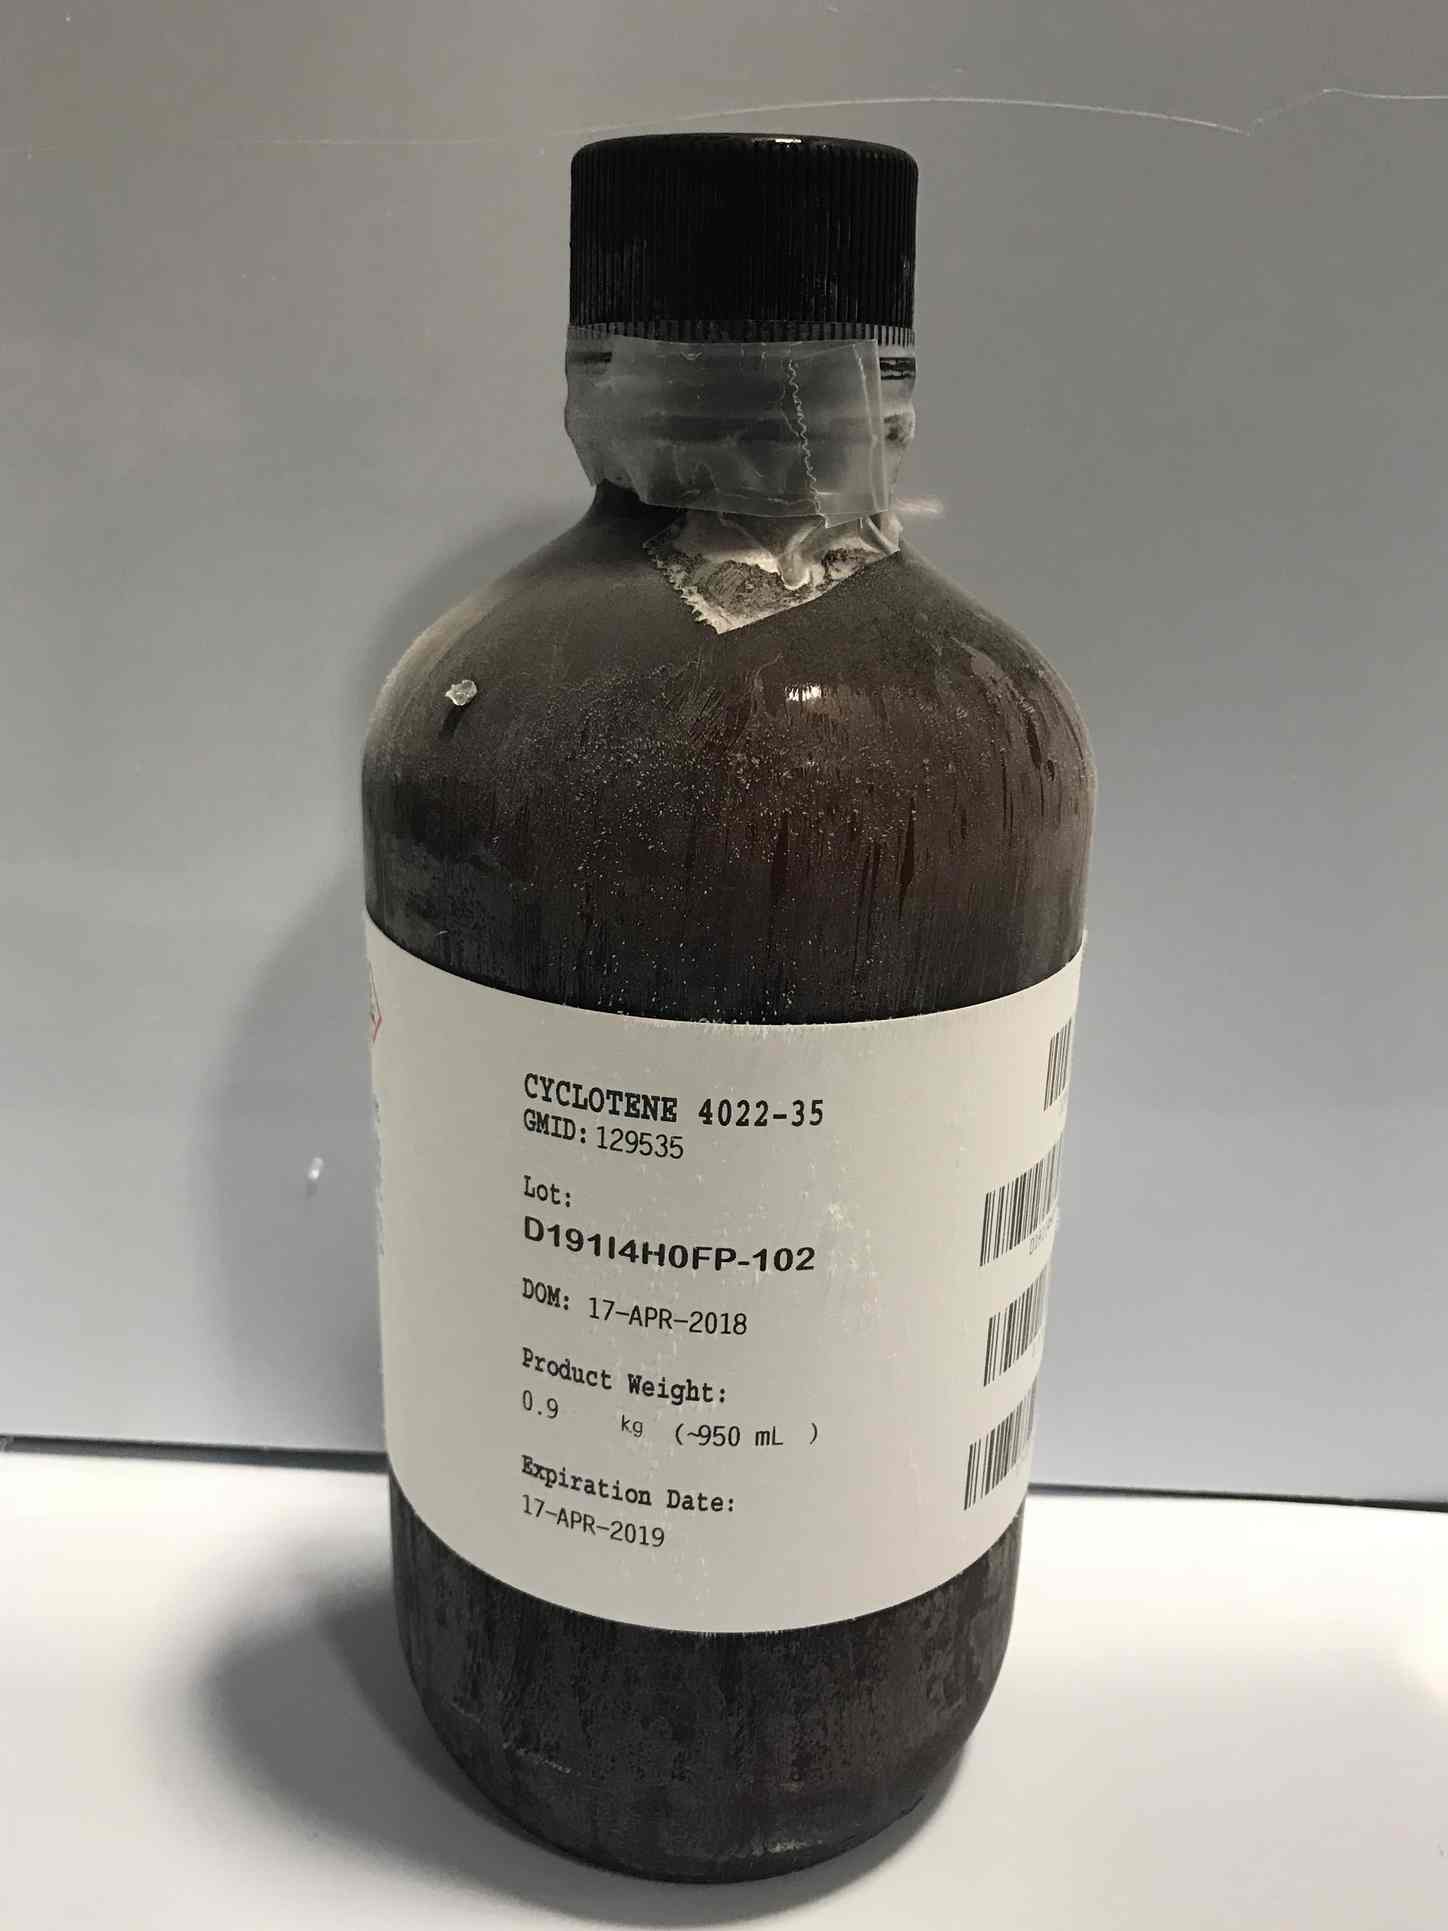 CYCLOTENE 4022-35
GMID: 129535
Lot:
D191I4H0FP-102
DOM: 17-APR-2018
Product Weight:
0.9 kg (~950 mL )
Expiration Date:
17-APR-2019